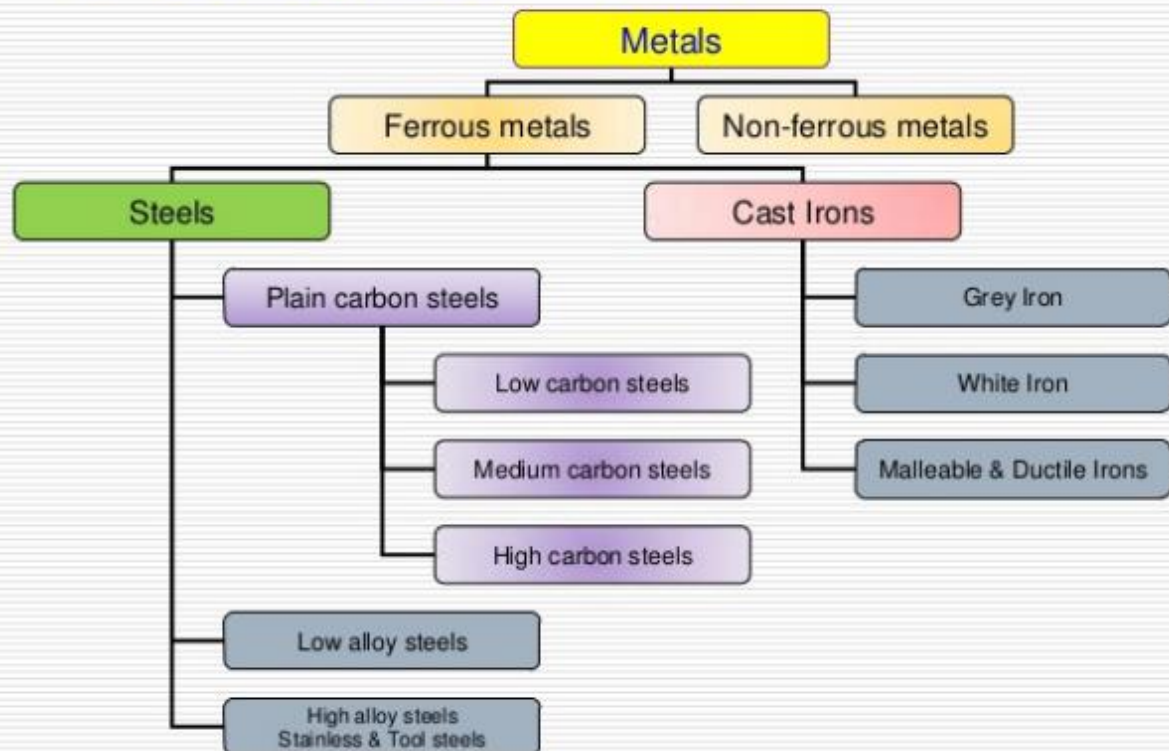 Metals
Ferrous metals
Non-ferrous metals
Steels
Cast Irons
Plain carbon steels
Grey Iron
Low carbon steels
White Iron
Medium carbon steels
Malleable & Ductile Irons
High carbon steels
Low alloy steels
High alloy steels
Stainless & Tool steels